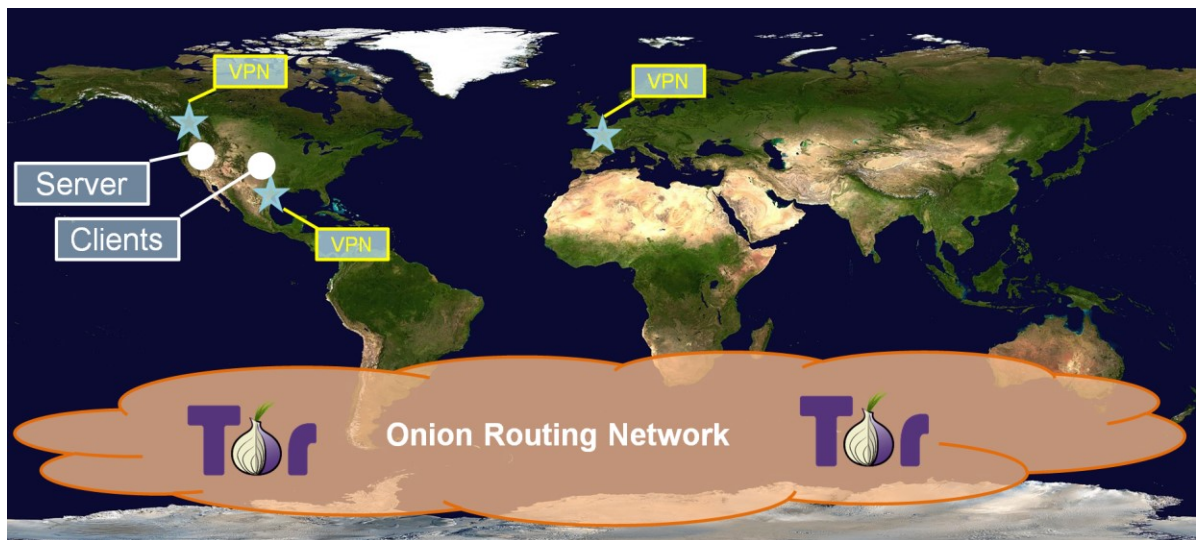 VPN
VPN
Server
Clients
VPN
Tor
Onion Routing Network
Tor